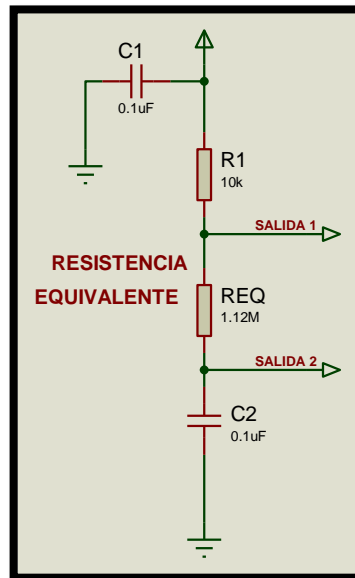 C1
0.1uF
R1
10k
SALIDA 1
RESISTENCIA
EQUIVALENTE
REQ
1.12M
SALIDA 2
C2
0.1uF